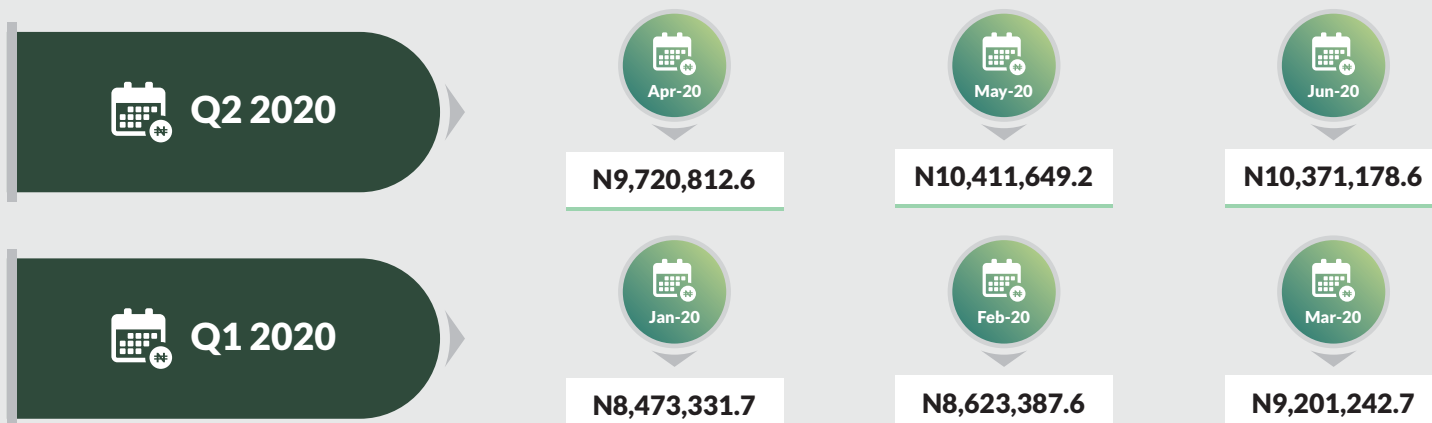 Q2 2020
Apr-20
May-20
Jun-20
N9,720,812.6
N10,411,649.2
N10,371,178.6
Q1 2020
Jan-20
Feb-20
Mar-20
N8,473,331.7
N8,623,387.6
N9,201,242.7